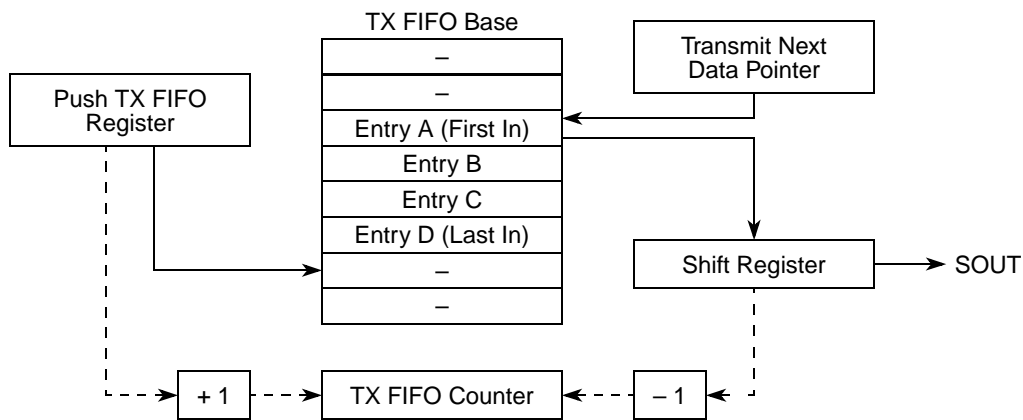 TX FIFO Base
Transmit Next
Data Pointer
–
–
Push TX FIFO
Register
Entry A (First In)
Entry B
Entry C
Entry D (Last In)
–
–
Shift Register
SOUT
+ 1
TX FIFO Counter
– 1